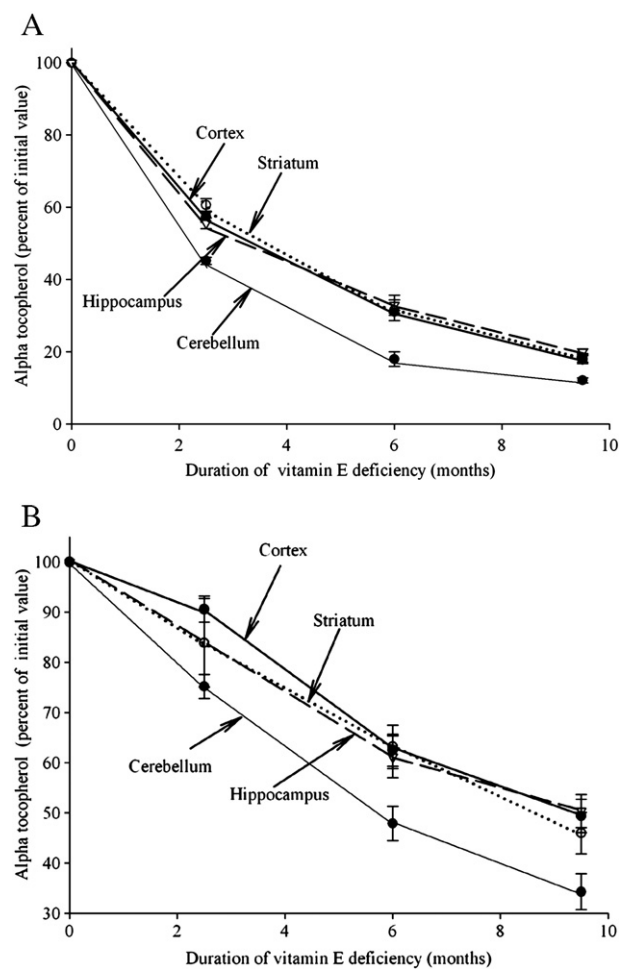 A
Alpha tocopherol (percent of initial value)
100
80
60
40
20
0
Cortex
Striatum
Hippocampus
Cerebellum
0 2 4 6 8 10
Duration of vitamin E deficiency (months)
B
Alpha tocopherol (percent of initial value)
100
90
80
70
60
50
40
30
Cortex
Striatum
Cerebellum
Hippocampus
0 2 4 6 8 10
Duration of vitamin E deficiency (months)